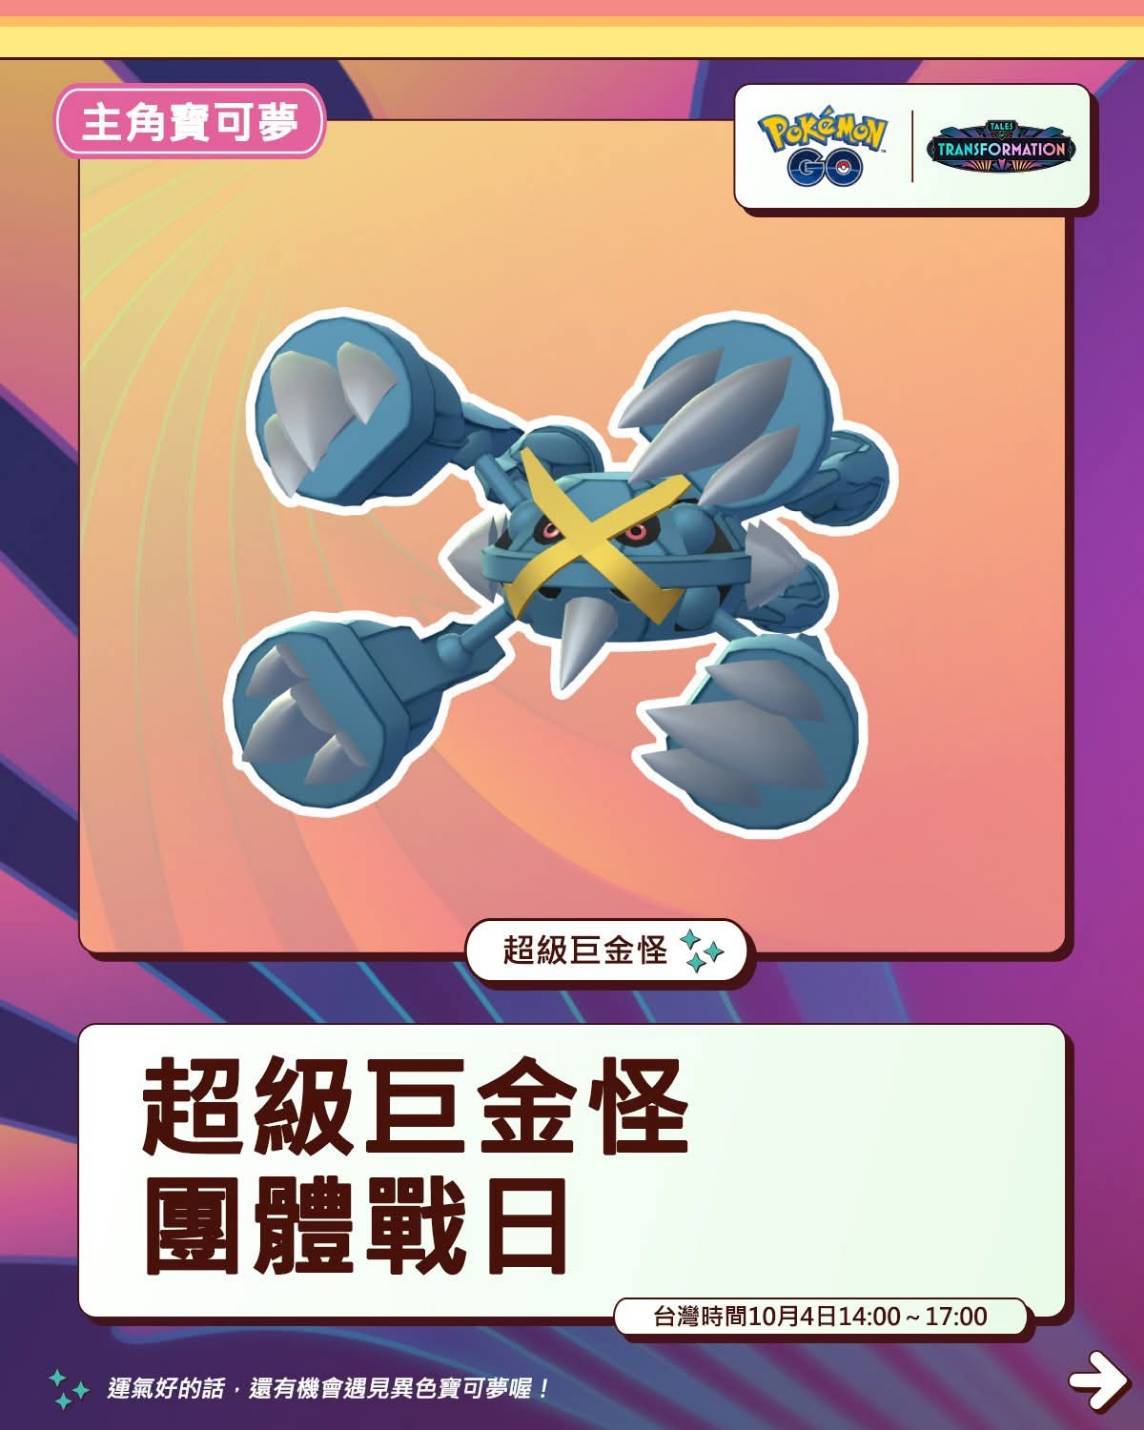 主角寶可夢
POKÉMON GO
TALES OF TRANSFORMATION
超級巨金怪
超級巨金怪
團體戰日
台灣時間10月4日14:00～17:00
運氣好的話，還有機會遇見異色寶可夢喔！